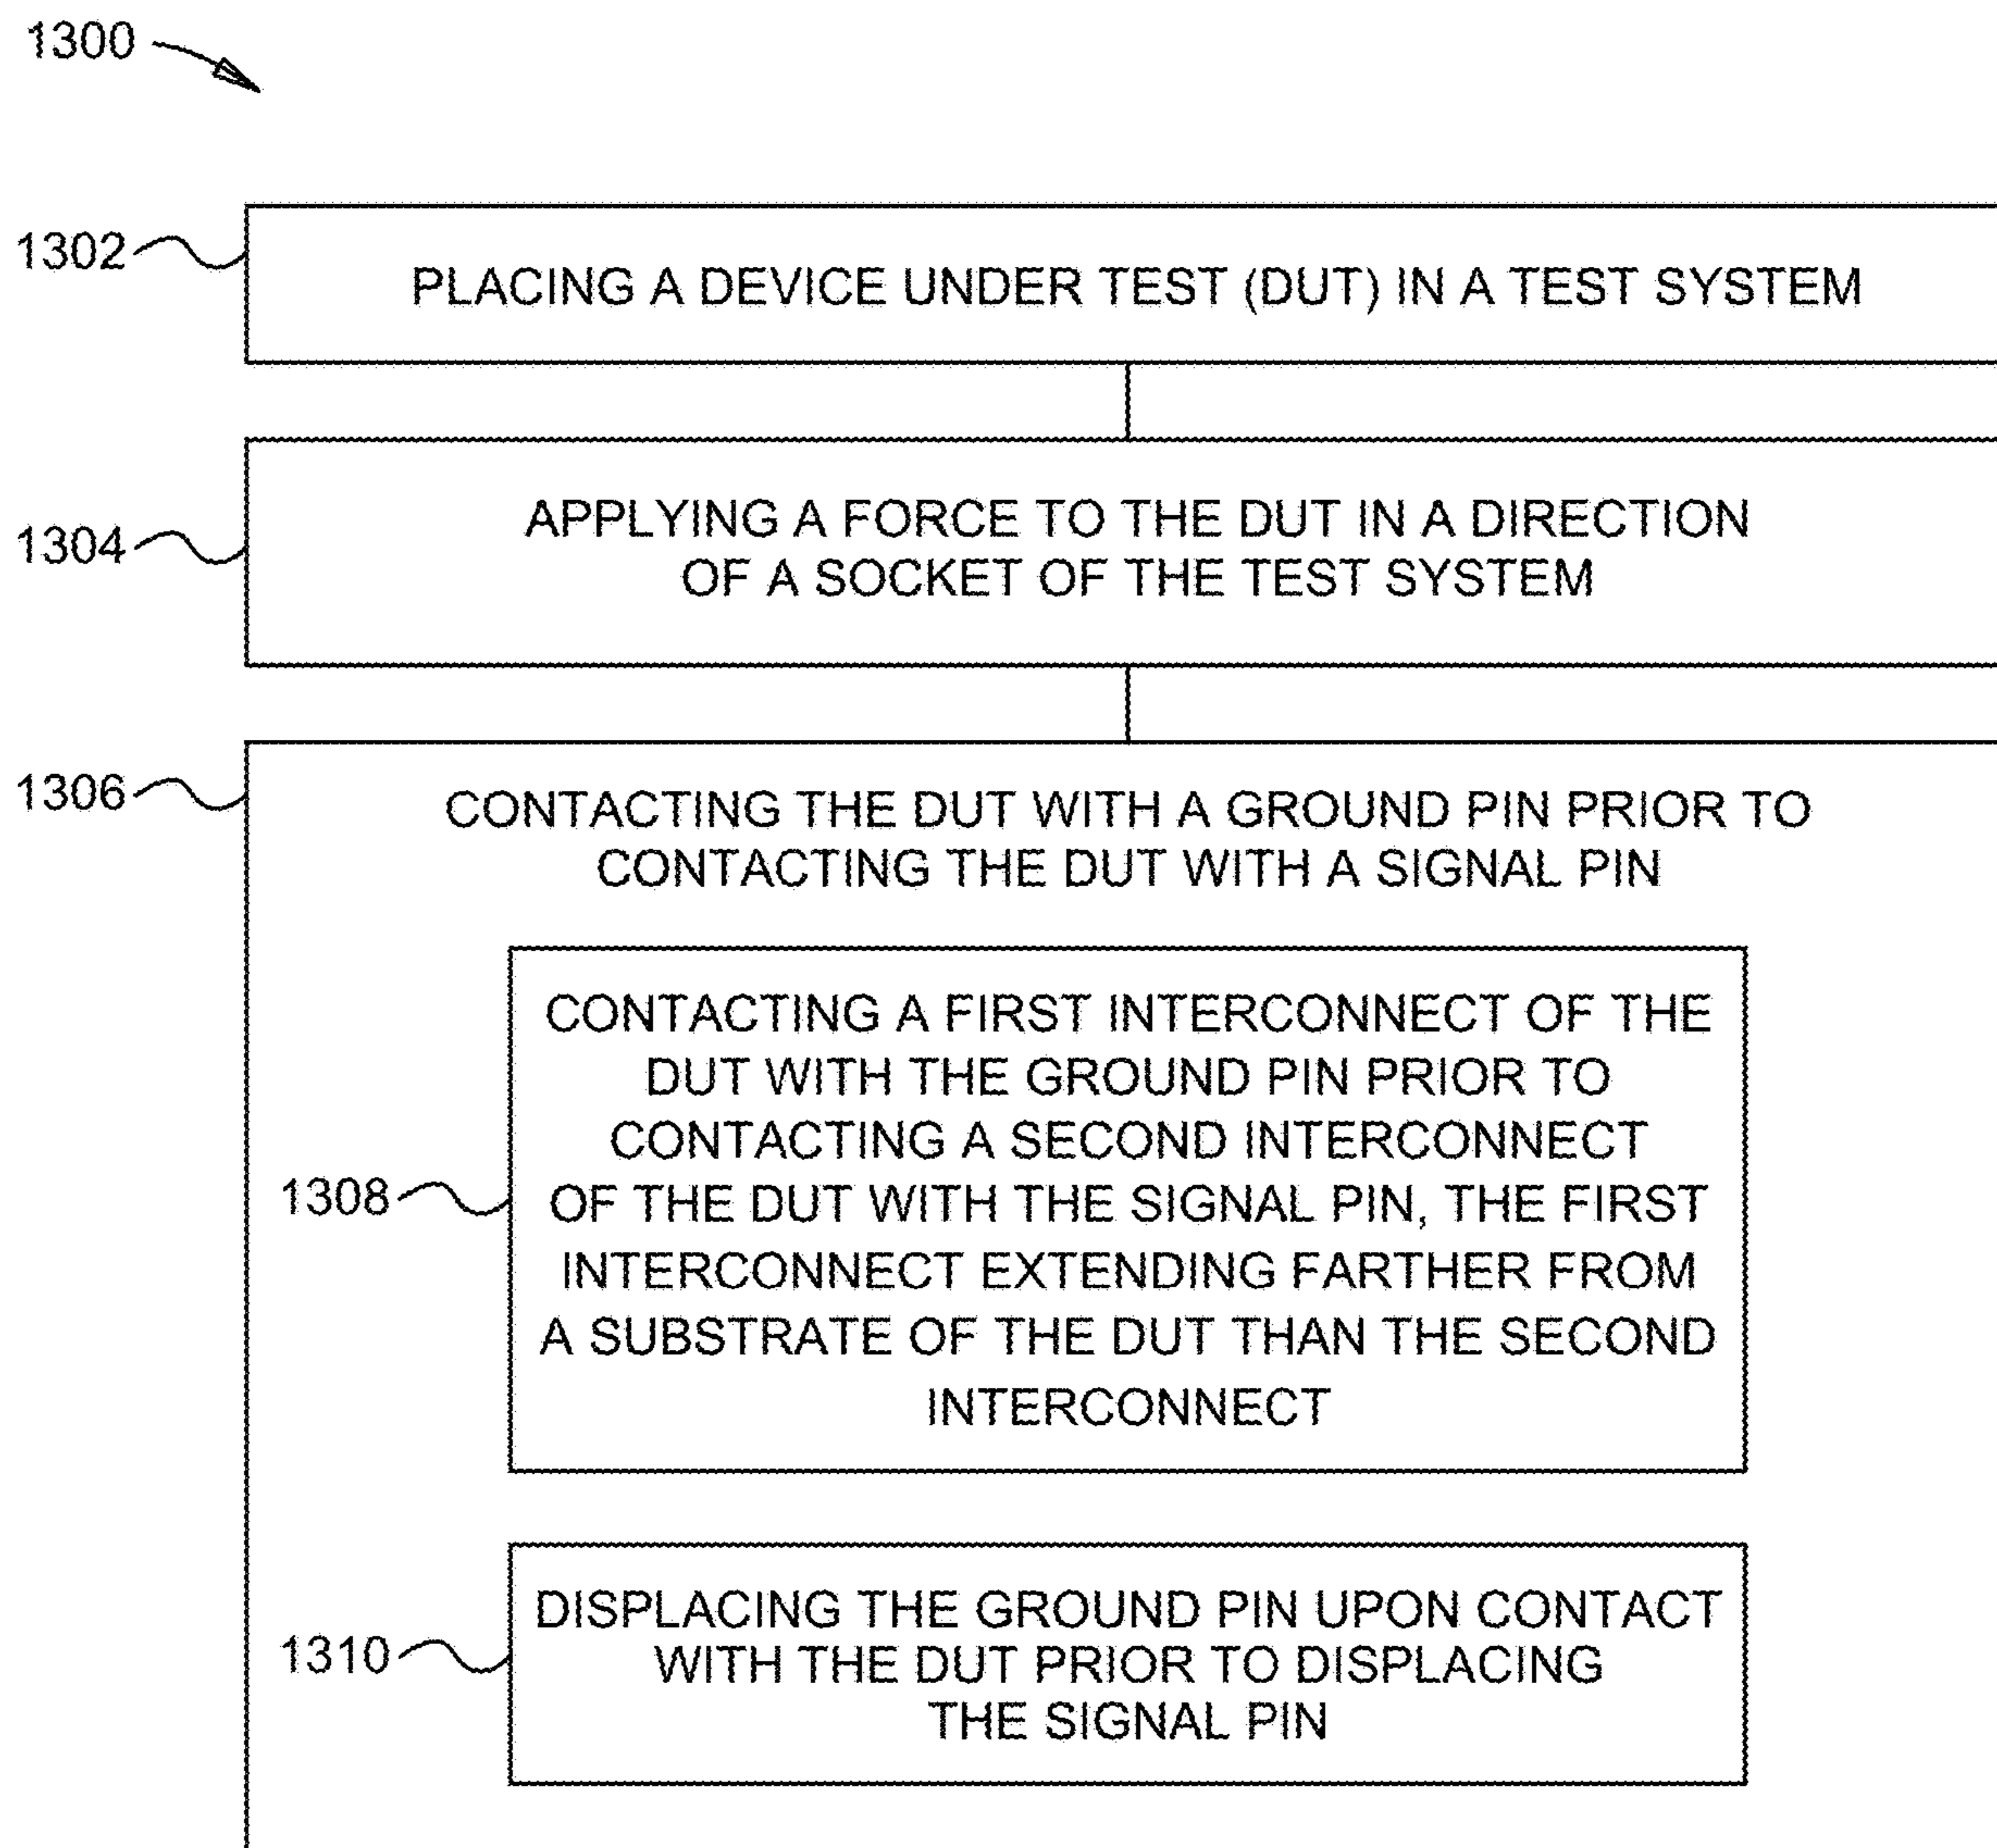 1300
1302
PLACING A DEVICE UNDER TEST (DUT) IN A TEST SYSTEM
1304
APPLYING A FORCE TO THE DUT IN A DIRECTION
OF A SOCKET OF THE TEST SYSTEM
1306
CONTACTING THE DUT WITH A GROUND PIN PRIOR TO
CONTACTING THE DUT WITH A SIGNAL PIN
1308
CONTACTING A FIRST INTERCONNECT OF THE
DUT WITH THE GROUND PIN PRIOR TO
CONTACTING A SECOND INTERCONNECT
OF THE DUT WITH THE SIGNAL PIN, THE FIRST
INTERCONNECT EXTENDING FARTHER FROM
A SUBSTRATE OF THE DUT THAN THE SECOND
INTERCONNECT
1310
DISPLACING THE GROUND PIN UPON CONTACT
WITH THE DUT PRIOR TO DISPLACING
THE SIGNAL PIN